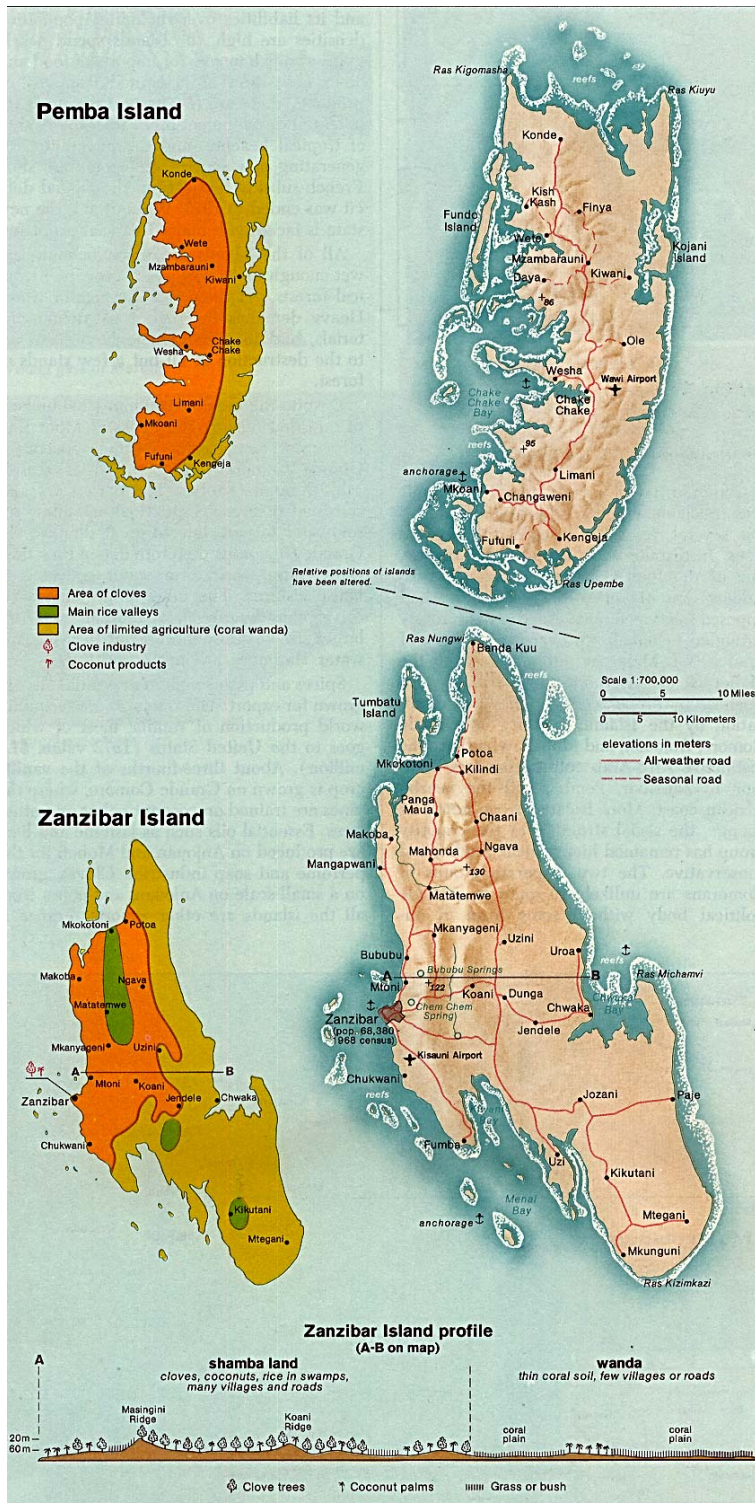 Pemba Island
Konde
Wete
Mzambarauni
Kiwani
Chake
Chake
Wesha
Limani
Mkoani
Fufuni
Kengeja
Ras Kigomasha
reefs
Ras Kiuyu
Konde
Kish
Kash
Finya
Fundo
Island
Wete
Kojani
Island
Mzambarauni
Daya
Kiwani
86
Ole
Wesha
Wawi Airport
Chake
Chake
Bay
Chake
Chake
reefs
95
anchorage
Limani
Mkoani
Changaweni
Fufuni
Kengeja
Ras Upembe
Relative positions of islands
have been altered.
Area of cloves
Main rice valleys
Area of limited agriculture (coral wanda)
Clove industry
Coconut products
Ras Nungwi
Banda Kuu
reefs
Tumbatu
Island
Scale 1:700,000
0 5 10 Miles
0 5 10 Kilometers
elevations in meters
All-weather road
Seasonal road
Potoa
Mkokotoni
Kilindi
Panga
Maua
Chaani
Makoba
Mahonda
Ngava
Mangapwani
130
Matatemwe
Mkanyageni
Uzini
Uroa
Bububu
reefs
Bububu Springs
Ras Michamvi
A
B
Mtoni
122
Koani
Dunga
Chwaka
Bay
Chem Chem
Spring
Chwaka
Zanzibar
(pop. 68,380
968 census)
Jendele
Kisauni Airport
Chukwani
reefs
Jozani
Paje
Kiwani
Bay
Fumba
Uzi
Kikutani
Menai
Bay
Mtegani
anchorage
Mkunguni
Ras Kizimkazi
Zanzibar Island
Mkokotoni
Potoa
Makoba
Ngava
Matatemwe
Mkanyageni
Uzini
A
B
Mtoni
Koani
Zanzibar
Jendele
Chwaka
Chukwani
Kikutani
Mtegani
Zanzibar Island profile
(A-B on map)
A
shamba land
cloves, coconuts, rice in swamps,
many villages and roads
wanda
thin coral soil, few villages or roads
Masingini
Ridge
Koani
Ridge
coral
plain
coral
plain
20m
60m
Clove trees
Coconut palms
Grass or bush